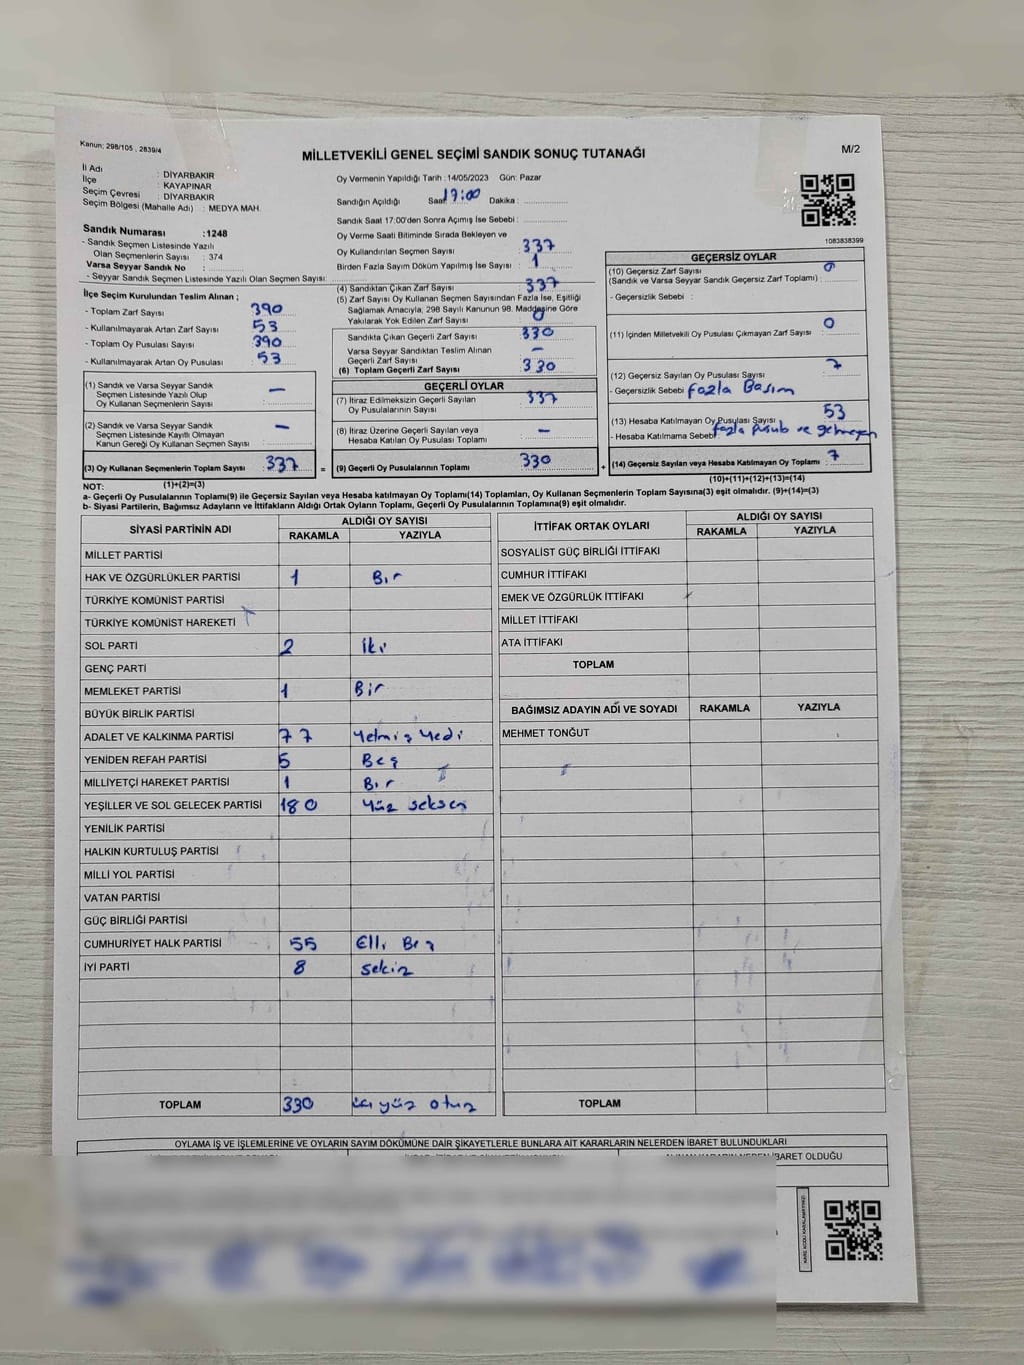 Kanun; 298/105 , 2839/4
MİLLETVEKİLİ GENEL SEÇİMİ SANDIK SONUÇ TUTANAĞI
M/2
İl Adı : DİYARBAKIR
İlçe : KAYAPINAR
Seçim Çevresi : DİYARBAKIR
Seçim Bölgesi (Mahalle Adı) : MEDYA MAH.
Sandık Numarası :1248
- Sandık Seçmen Listesinde Yazılı
Olan Seçmenlerin Sayısı : 374
Varsa Seyyar Sandık No :
- Seyyar Sandık Seçmen Listesinde Yazılı Olan Seçmen Sayısı:
İlçe Seçim Kurulundan Teslim Alınan ;
- Toplam Zarf Sayısı : 390
- Kullanılmayarak Artan Zarf Sayısı : 53
- Toplam Oy Pusulası Sayısı : 390
- Kullanılmayarak Artan Oy Pusulası : 53
(1) Sandık ve Varsa Seyyar Sandık
Seçmen Listesinde Yazılı Olup
Oy Kullanan Seçmenlerin Sayısı : —
(2) Sandık ve Varsa Seyyar Sandık
Seçmen Listesinde Kayıtlı Olmayan
Kanun Gereği Oy Kullanan Seçmen Sayısı : —
(3) Oy Kullanan Seçmenlerin Toplam Sayısı : 337 =
Oy Vermenin Yapıldığı Tarih : 14/05/2023 Gün: Pazar
Sandığın Açıldığı Saat: 17:00 Dakika :
Sandık Saat 17:00'den Sonra Açımış İse Sebebi :
Oy Verme Saati Bitiminde Sırada Bekleyen ve
Oy Kullandırılan Seçmen Sayısı : 337
Birden Fazla Sayım Döküm Yapılmış İse Sayısı : 1
(4) Sandıktan Çıkan Zarf Sayısı : 337
(5) Zarf Sayısı Oy Kullanan Seçmen Sayısından Fazla İse, Eşitliği
Sağlamak Amacıyla, 298 Sayılı Kanunun 98. Maddesine Göre
Yakılarak Yok Edilen Zarf Sayısı : 0
Sandıkta Çıkan Geçerli Zarf Sayısı : 330
Varsa Seyyar Sandıktan Teslim Alınan
Geçerli Zarf Sayısı : —
(6) Toplam Geçerli Zarf Sayısı : 330
GEÇERLİ OYLAR
(7) İtiraz Edilmeksizin Geçerli Sayılan
Oy Pusulalarının Sayısı : 337
(8) İtiraz Üzerine Geçerli Sayılan veya
Hesaba Katılan Oy Pusulası Toplamı : —
(9) Geçerli Oy Pusulalarının Toplamı : 330 +
1083838399
GEÇERSİZ OYLAR
(10) Geçersiz Zarf Sayısı 0
(Sandık ve Varsa Seyyar Sandık Geçersiz Zarf Toplamı) :
- Geçersizlik Sebebi :
(11) İçinden Milletvekili Oy Pusulası Çıkmayan Zarf Sayısı : 0
(12) Geçersiz Sayılan Oy Pusulası Sayısı : 7
- Geçersizlik Sebebi : fazla Basım
(13) Hesaba Katılmayan Oy Pusulası Sayısı : 53
- Hesaba Katılmama Sebebi : fazla
(14) Geçersiz Sayılan veya Hesaba Katılmayan Oy Toplamı : 7
NOT: (1)+(2)=(3)
(10)+(11)+(12)+(13)=(14)
a- Geçerli Oy Pusulalarının Toplamı(9) ile Geçersiz Sayılan veya Hesaba katılmayan Oy Toplamı(14) Toplamları, Oy Kullanan Seçmenlerin Toplam Sayısına(3) eşit olmalıdır. (9)+(14)=(3)
b- Siyasi Partilerin, Bağımsız Adayların ve İttifakların Aldığı Ortak Oyların Toplamı, Geçerli Oy Pusulalarının Toplamına(9) eşit olmalıdır.
SİYASİ PARTİNİN ADI ALDIĞI OY SAYISI
RAKAMLA YAZIYLA
MİLLET PARTİSİ
HAK VE ÖZGÜRLÜKLER PARTİSİ 1 Bir
TÜRKİYE KOMÜNİST PARTİSİ
TÜRKİYE KOMÜNİST HAREKETİ
SOL PARTİ 2 iki
GENÇ PARTİ
MEMLEKET PARTİSİ 1 Bir
BÜYÜK BİRLİK PARTİSİ
ADALET VE KALKINMA PARTİSİ 77 Yetmiş Yedi
YENİDEN REFAH PARTİSİ 5 Beş
MİLLİYETÇİ HAREKET PARTİSİ 1 Bir
YEŞİLLER VE SOL GELECEK PARTİSİ 180 Yüz seksen
YENİLİK PARTİSİ
HALKIN KURTULUŞ PARTİSİ
MİLLİ YOL PARTİSİ
VATAN PARTİSİ
GÜÇ BİRLİĞİ PARTİSİ
CUMHURİYET HALK PARTİSİ 55 Elli Beş
İYİ PARTİ 8 sekiz
TOPLAM 330 üç yüz otuz
İTTİFAK ORTAK OYLARI ALDIĞI OY SAYISI
RAKAMLA YAZIYLA
SOSYALİST GÜÇ BİRLİĞİ İTTİFAKI
CUMHUR İTTİFAKI
EMEK VE ÖZGÜRLÜK İTTİFAKI
MİLLET İTTİFAKI
ATA İTTİFAKI
TOPLAM
BAĞIMSIZ ADAYIN ADI VE SOYADI RAKAMLA YAZIYLA
MEHMET TONĞUT
TOPLAM
OYLAMA İŞ VE İŞLEMLERİNE VE OYLARIN SAYIM DÖKÜMÜNE DAİR ŞİKAYETLERLE BUNLARA AİT KARARLARIN NELERDEN İBARET BULUNDUKLARI
İBARET OLDUĞU